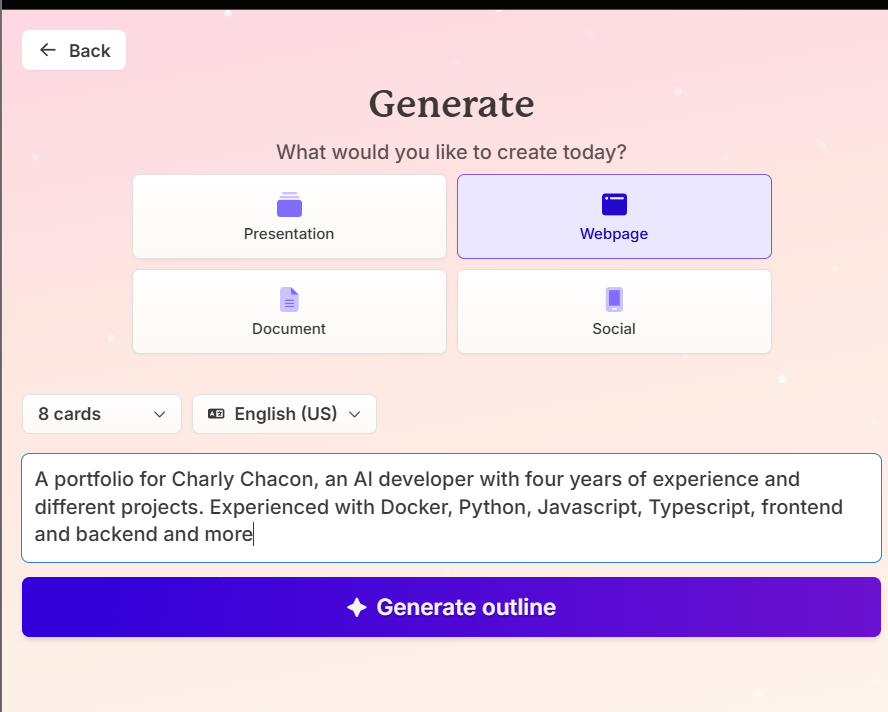 Back
Generate
What would you like to create today?
Presentation
Webpage
Document
Social
8 cards
English (US)
A portfolio for Charly Chacon, an AI developer with four years of experience and
different projects. Experienced with Docker, Python, Javascript, Typescript, frontend
and backend and more
Generate outline